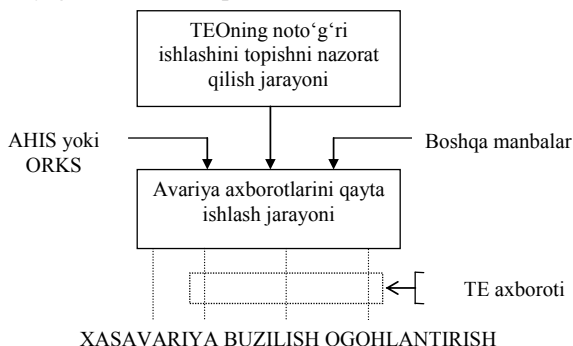 TEOning noto‘g‘ri
ishlashini topishni nazorat
qilish jarayoni
AHIS yoki
ORKS
Boshqa manbalar
Avariya axborotlarini qayta
ishlash jarayoni
TE axboroti
XASAVARIYA BUZILISH OGOHLANTIRISH